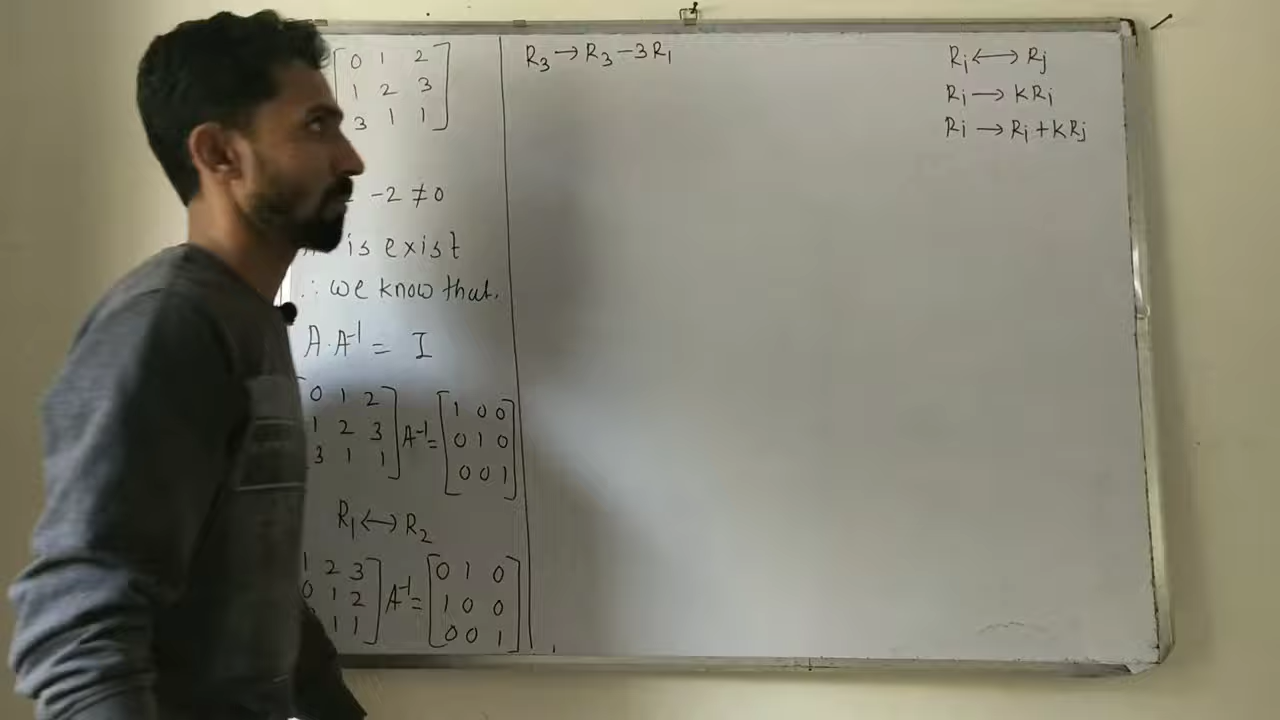 0 1 2
1 2 3
3 1 1
-2 ≠ 0
is exist
∴ we know that.
A·A⁻¹ = I
0 1 2 1 0 0
1 2 3 A⁻¹ = 0 1 0
3 1 1 0 0 1
R₁ ↔ R₂
1 2 3 0 1 0
0 1 2 A⁻¹ = 1 0 0
1 1 0 0 1
R₃ → R₃ - 3R₁
Ri ↔ Rj
Ri → KRi
Ri → Ri + KRj